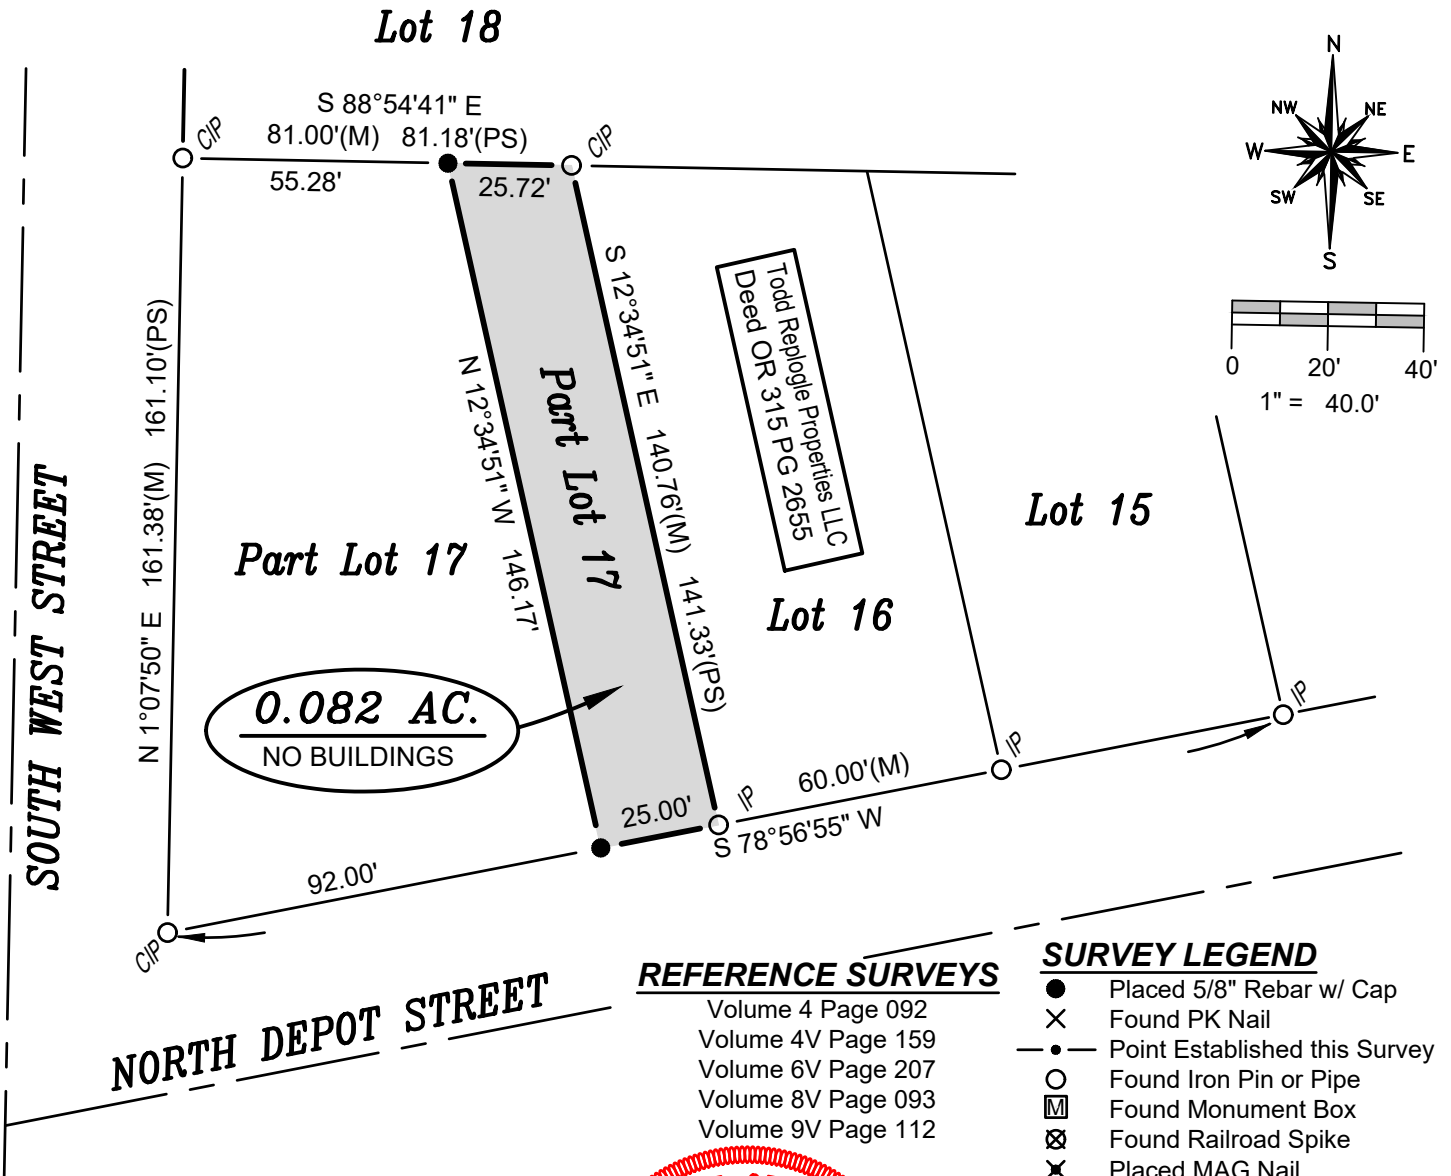 Lot 18
S 88°54'41" E
81.00'(M) 81.18'(PS)
CIP
CIP
55.28'
25.72'
N
NW
NE
W
E
SW
SE
S
0 20' 40'
1" = 40.0'
N 1°07'50" E 161.38'(M) 161.10'(PS)
SOUTH WEST STREET
Part Lot 17
N 12°34'51" W 146.17'
Part Lot 17
S 12°34'51" E 140.76'(M) 141.33'(PS)
Todd Replogle Properties LLC
Deed OR 315 PG 2655
Lot 16
Lot 15
0.082 AC.
NO BUILDINGS
25.00'
IP
60.00'(M)
S 78°56'55" W
IP
IP
92.00'
CIP
NORTH DEPOT STREET
REFERENCE SURVEYS
Volume 4 Page 092
Volume 4V Page 159
Volume 6V Page 207
Volume 8V Page 093
Volume 9V Page 112
SURVEY LEGEND
Placed 5/8" Rebar w/ Cap
Found PK Nail
Point Established this Survey
Found Iron Pin or Pipe
M Found Monument Box
Found Railroad Spike
Placed MAG Nail